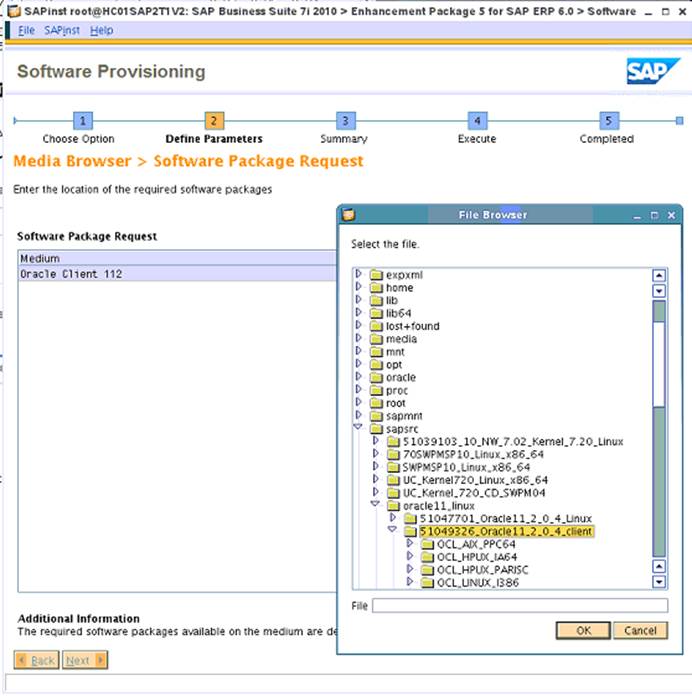 SAPinst root@HC01SAP2T1V2: SAP Business Suite 7i 2010 > Enhancement Package 5 for SAP ERP 6.0 > Software
File SAPinst Help
Software Provisioning
SAP
1 2 3 4 5
Choose Option Define Parameters Summary Execute Completed
Media Browser > Software Package Request
Enter the location of the required software packages
Software Package Request
Medium
Oracle Client 112
Additional Information
The required software packages available on the medium are de
Back Next
File Browser
Select the file.
expxml
home
lib
lib64
lost+found
media
mnt
opt
oracle
proc
root
sapmnt
sapsrc
51039103_10_NW_7.02_Kernel_7.20_Linux
70SWPMSP10_Linux_x86_64
SWPMSP10_Linux_x86_64
UC_Kernel720_Linux_x86_64
UC_Kernel_720_CD_SWPM04
oracle11_linux
51047701_Oracle11_2_0_4_Linux
51049326_Oracle11_2_0_4_client
OCL_AIX_PPC64
OCL_HPUX_IA64
OCL_HPUX_PARISC
OCL_LINUX_I386
File
OK Cancel